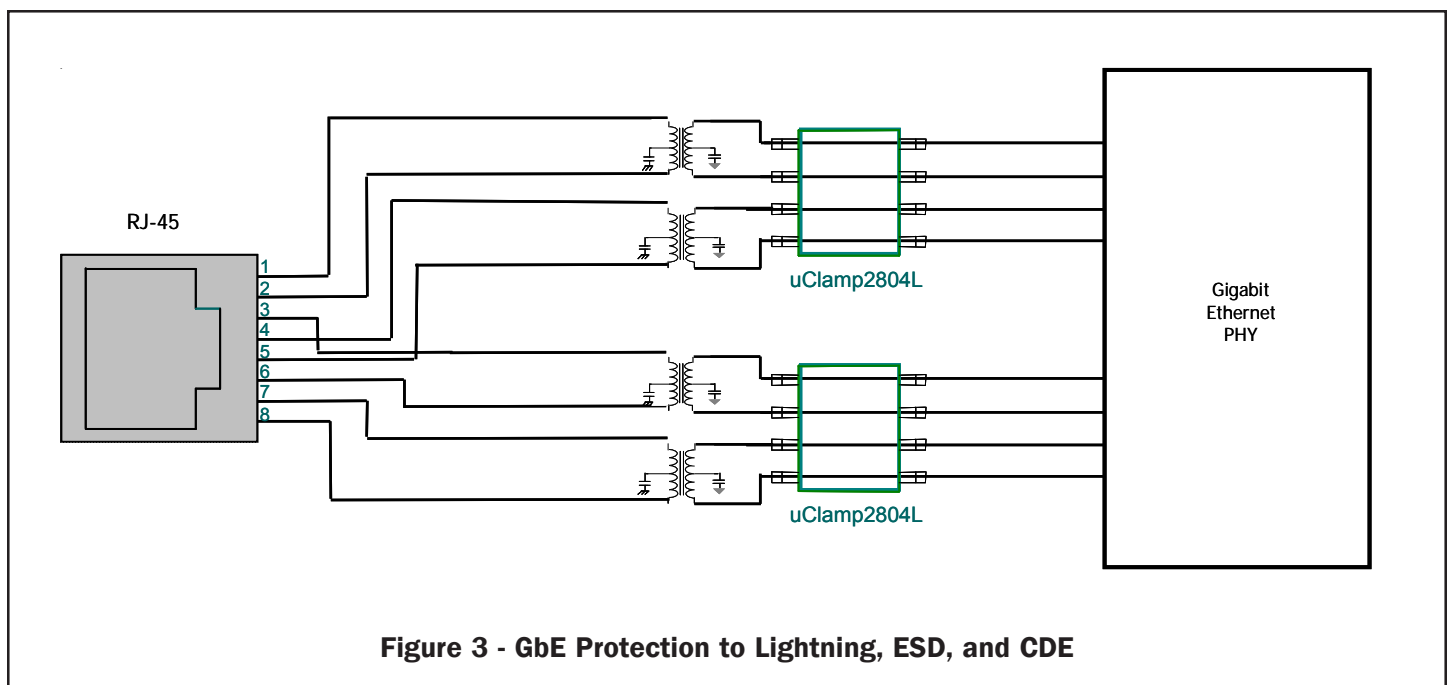 RJ-45
1
2
3
4
5
6
7
8
uClamp2804L
uClamp2804L
Gigabit
Ethernet
PHY
Figure 3 - GbE Protection to Lightning, ESD, and CDE